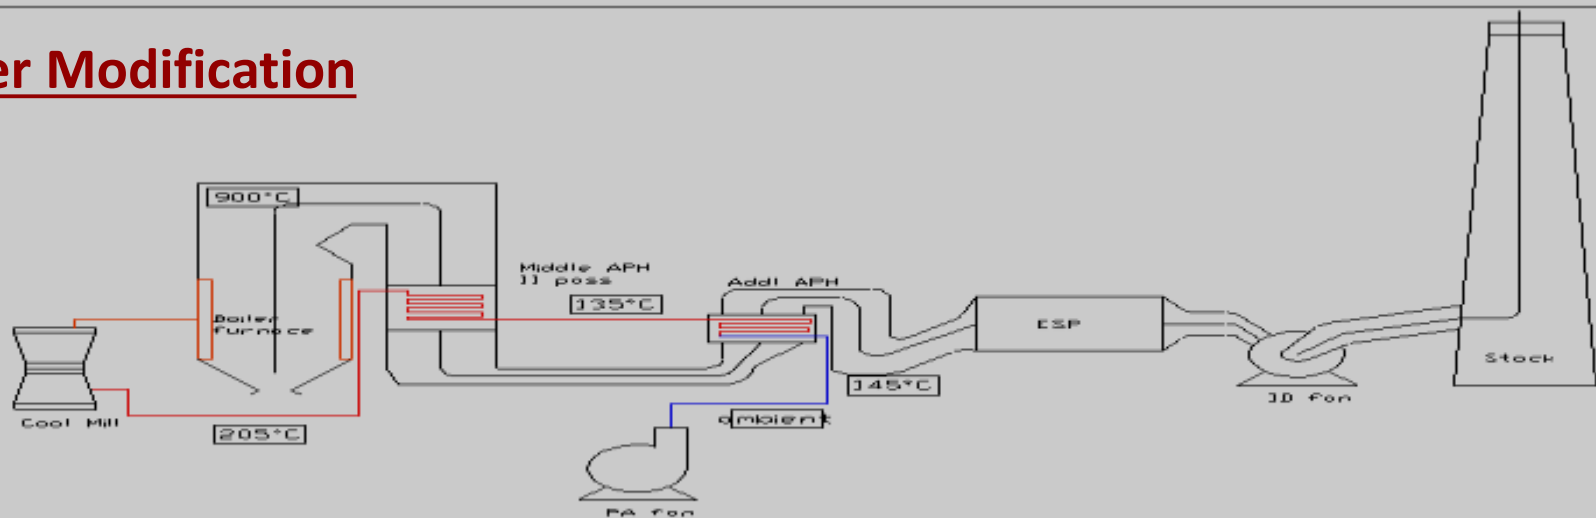 er Modification
900°C
Middle APH
II pass
Addl APH
135°C
Boiler
furnace
ESP
Stack
145°C
ID fan
ambient
Coal Mill
205°C
PA fan